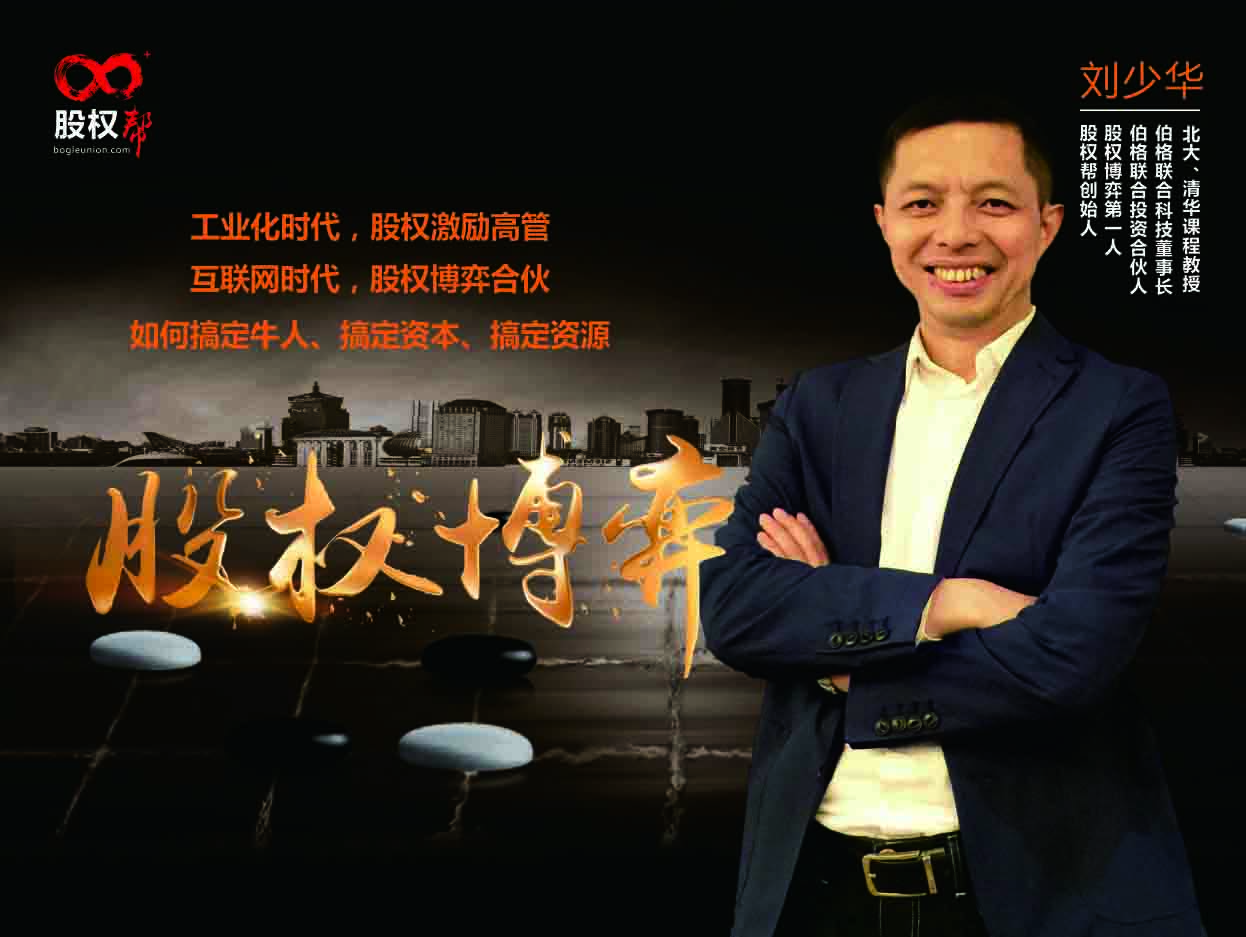 股权帮
bogleunion.com
工业化时代，股权激励高管
互联网时代，股权博弈合伙
如何搞定牛人、搞定资本、搞定资源
股权博弈
刘少华
北大、清华课程教授
伯格联合科技董事长
伯格联合投资合伙人
股权博弈第一人
股权帮创始人